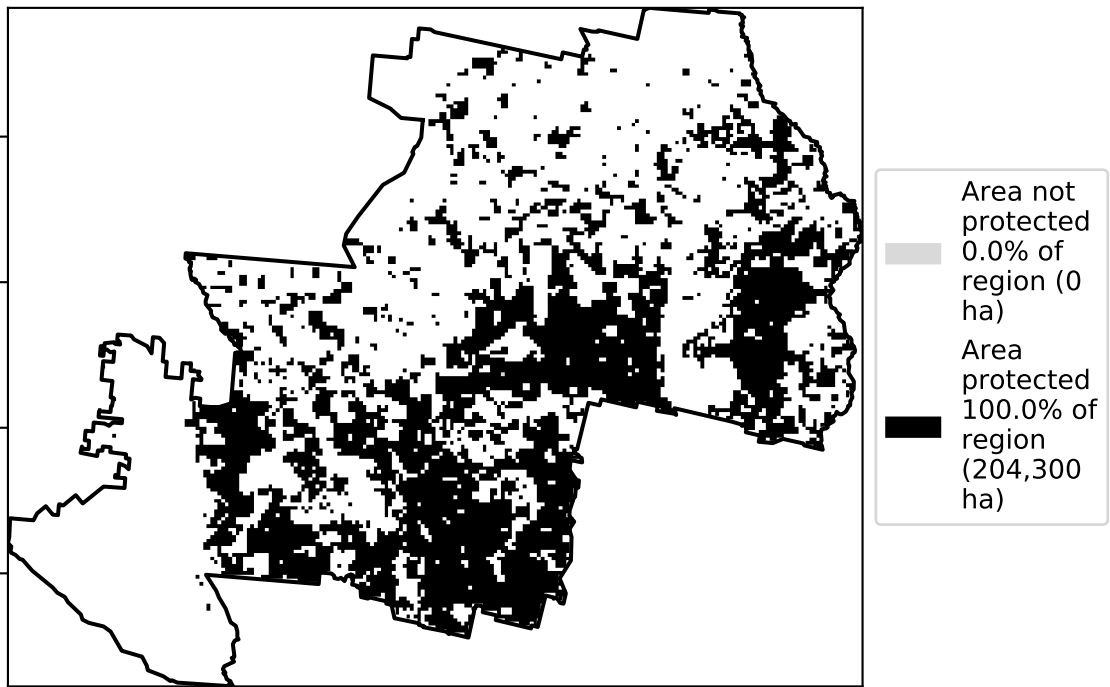 Area not
protected
0.0% of
region (0
ha)
Area
protected
100.0% of
region
(204,300
ha)